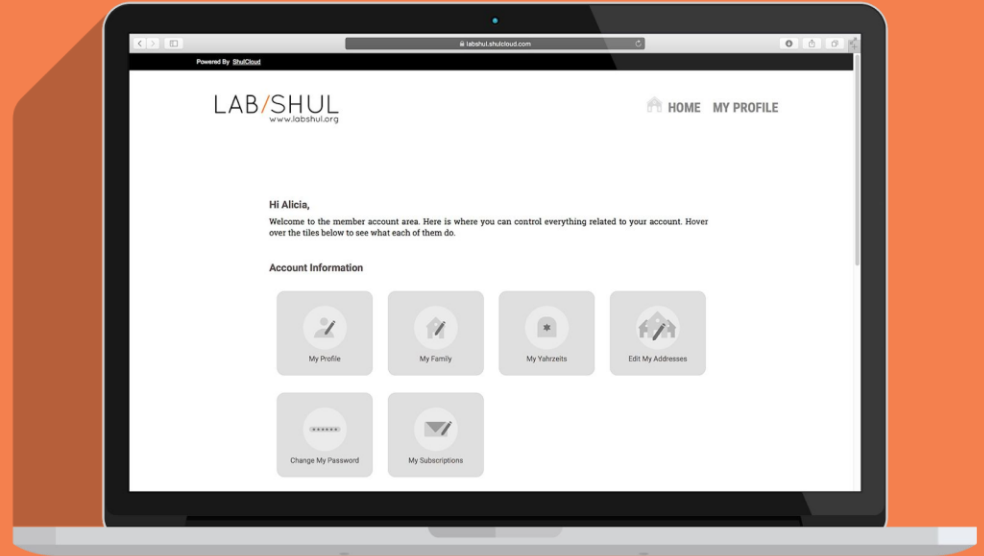 labshul.shulcloud.com
Powered By ShulCloud
LAB/SHUL
www.labshul.org
HOME MY PROFILE
Hi Alicia,
Welcome to the member account area. Here is where you can control everything related to your account. Hover
over the tiles below to see what each of them do.
Account Information
My Profile
My Family
My Yahrzeits
Edit My Addresses
Change My Password
My Subscriptions